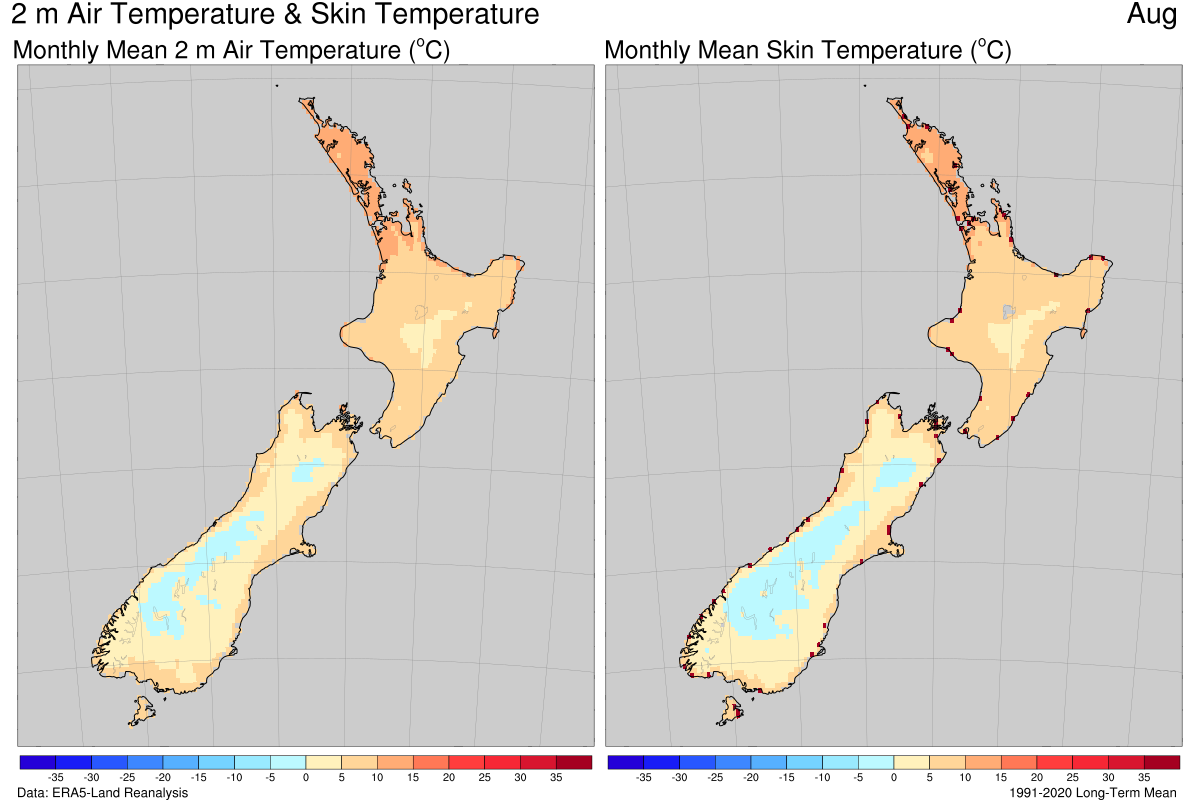 2 m Air Temperature & Skin Temperature Aug
Monthly Mean 2 m Air Temperature (°C) Monthly Mean Skin Temperature (°C)
-35 -30 -25 -20 -15 -10 -5 0 5 10 15 20 25 30 35 -35 -30 -25 -20 -15 -10 -5 0 5 10 15 20 25 30 35
Data: ERA5-Land Reanalysis 1991-2020 Long-Term Mean